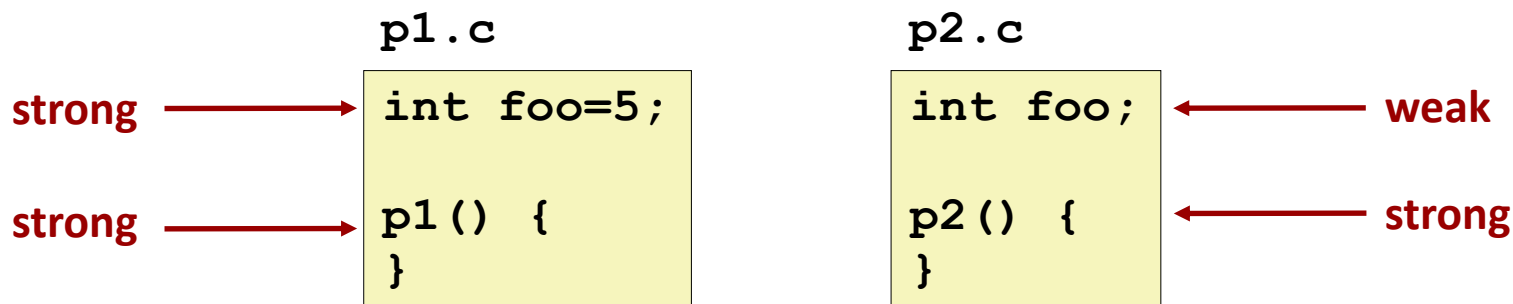 p1.c
p2.c
strong
int foo=5;
int foo;
weak
strong
p1() {
p2() {
strong
}
}